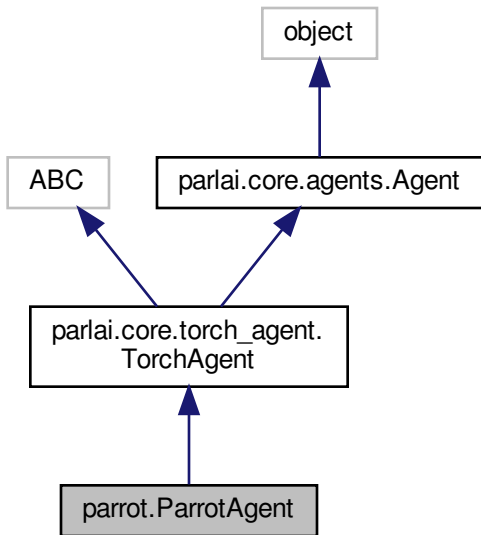 object
ABC
parlai.core.agents.Agent
parlai.core.torch_agent.
TorchAgent
parrot.ParrotAgent